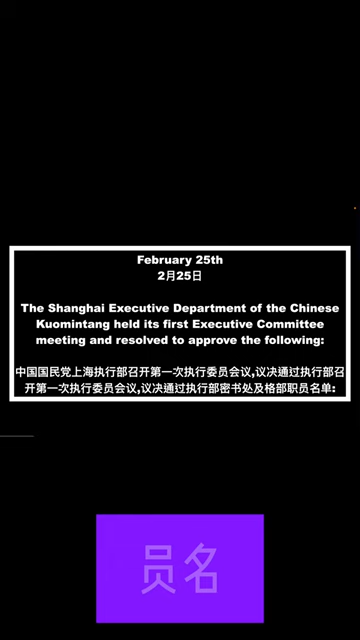 February 25th
2月25日
The Shanghai Executive Department of the Chinese
Kuomintang held its first Executive Committee
meeting and resolved to approve the following:
中国国民党上海执行部召开第一次执行委员会议,议决通过执行部召
开第一次执行委员会议,议决通过执行部密书处及格部职员名单:
员名